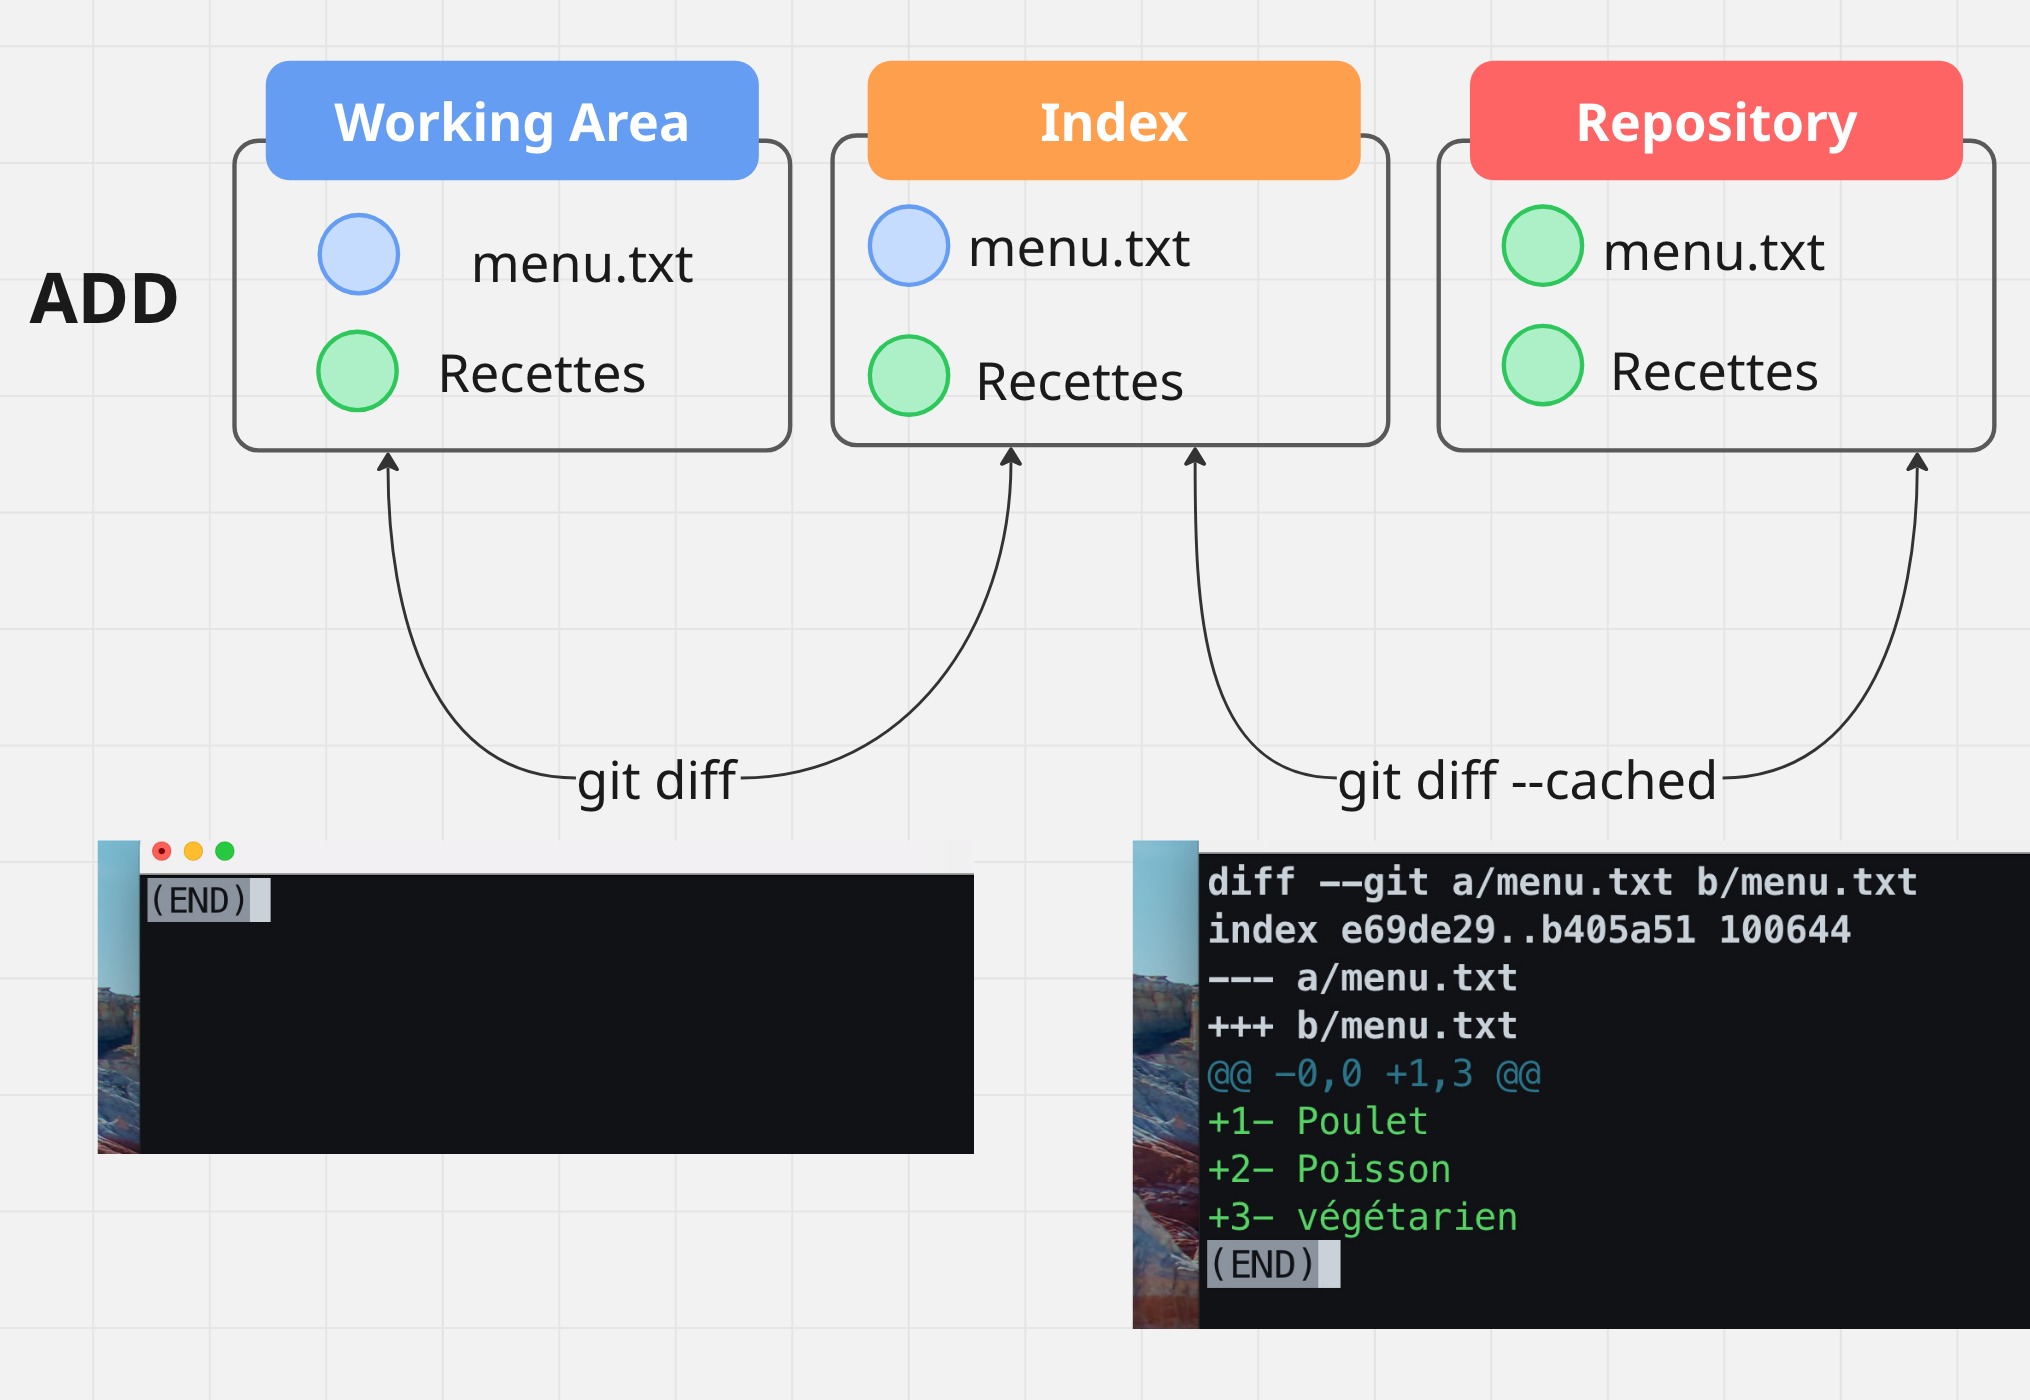 Working Area
Index
Repository
ADD
menu.txt
Recettes
menu.txt
Recettes
menu.txt
Recettes
git diff
git diff --cached
(END)
diff --git a/menu.txt b/menu.txt
index e69de29..b405a51 100644
--- a/menu.txt
+++ b/menu.txt
@@ -0,0 +1,3 @@
+1- Poulet
+2- Poisson
+3- végétarien
(END)